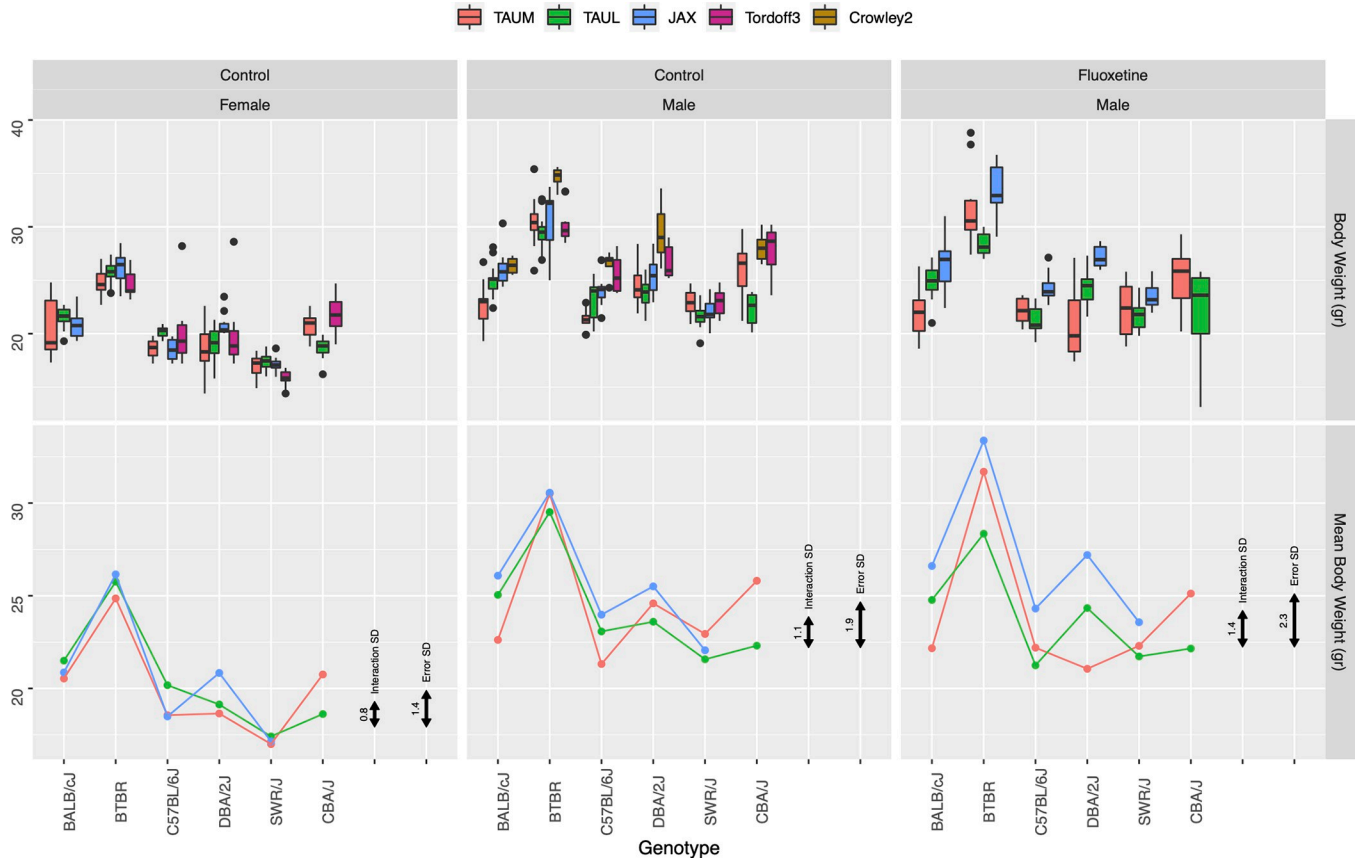 TAUM TAUL JAX Tordoff3 Crowley2
Control Control Fluoxetine
Female Male Male
40
30
20
Body Weight (gr)
30
25
20
Mean Body Weight (gr)
0.8 Interaction SD
1.4 Error SD
1.1 Interaction SD
1.9 Error SD
1.4 Interaction SD
2.3 Error SD
BALB/cJ BTBR C57BL/6J DBA/2J SWR/J CBA/J BALB/cJ BTBR C57BL/6J DBA/2J SWR/J CBA/J BALB/cJ BTBR C57BL/6J DBA/2J SWR/J CBA/J
Genotype